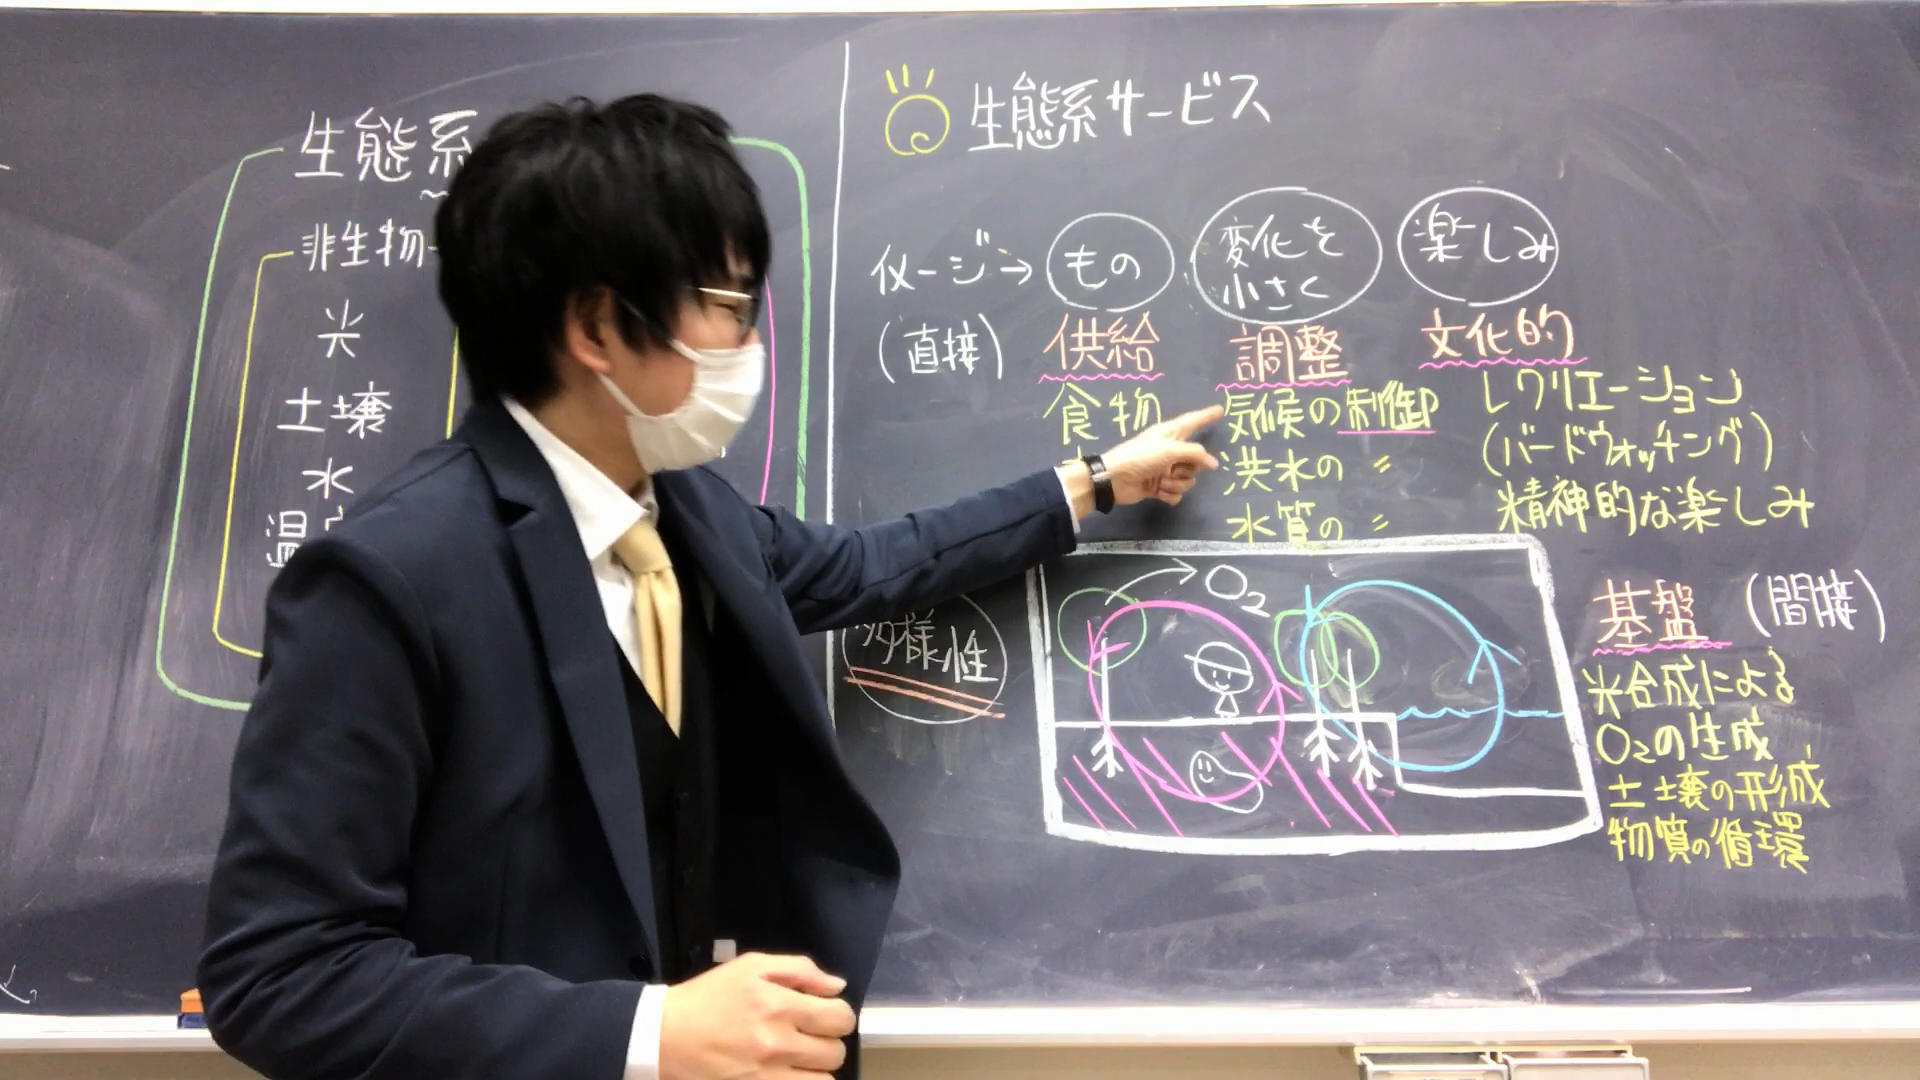 生態系
非生物
光
土壌
水
温
生態系サービス
イメージ→ もの 変化を小さく 楽しみ
(直接) 供給 調整 文化的
食物 気候の制御 レクリエーション
洪水の 〃 (バードウォッチング)
水質の 〃 精神的な楽しみ
多様性
O2
基盤 (間接)
光合成による
O2の生成
土壌の形成
物質の循環